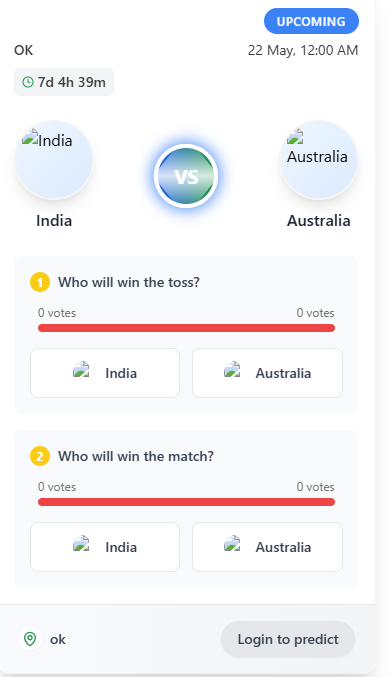 UPCOMING
OK 22 May, 12:00 AM
7d 4h 39m
India Australia
VS
India Australia
1 Who will win the toss?
0 votes 0 votes
India Australia
2 Who will win the match?
0 votes 0 votes
India Australia
ok Login to predict